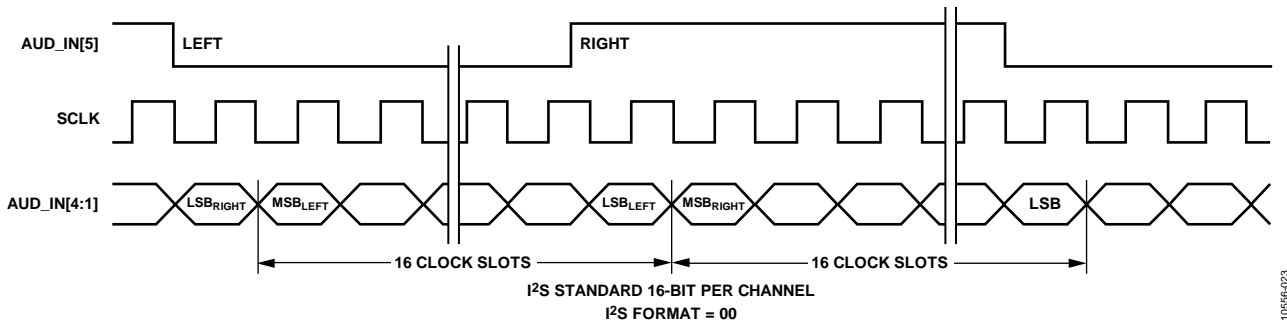 AUD_IN[5] LEFT RIGHT
SCLK
AUD_IN[4:1] LSBRIGHT MSBLEFT LSBLEFT MSBRIGHT LSB
16 CLOCK SLOTS 16 CLOCK SLOTS
I2S STANDARD 16-BIT PER CHANNEL
I2S FORMAT = 00
10556-023